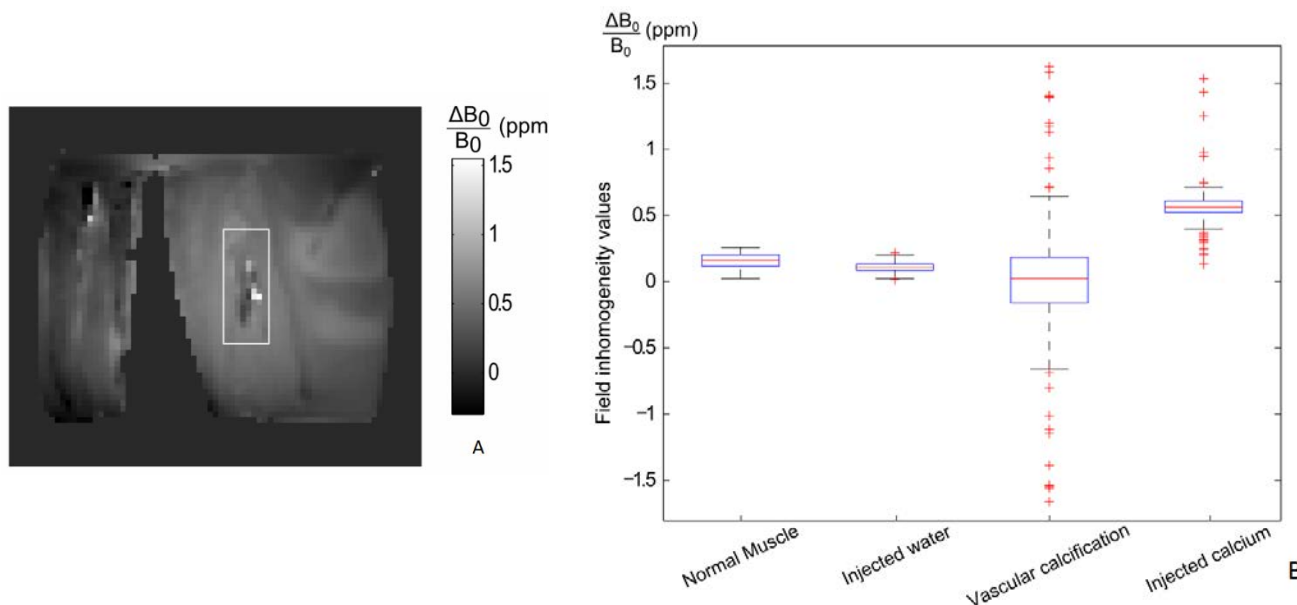 ΔB₀
B₀
(ppm
1.5
1
0.5
0
A
ΔB₀
B₀
(ppm)
Field inhomogeneity values
1.5
1
0.5
0
−0.5
−1
−1.5
Normal Muscle
Injected water
Vascular calcification
Injected calcium
B